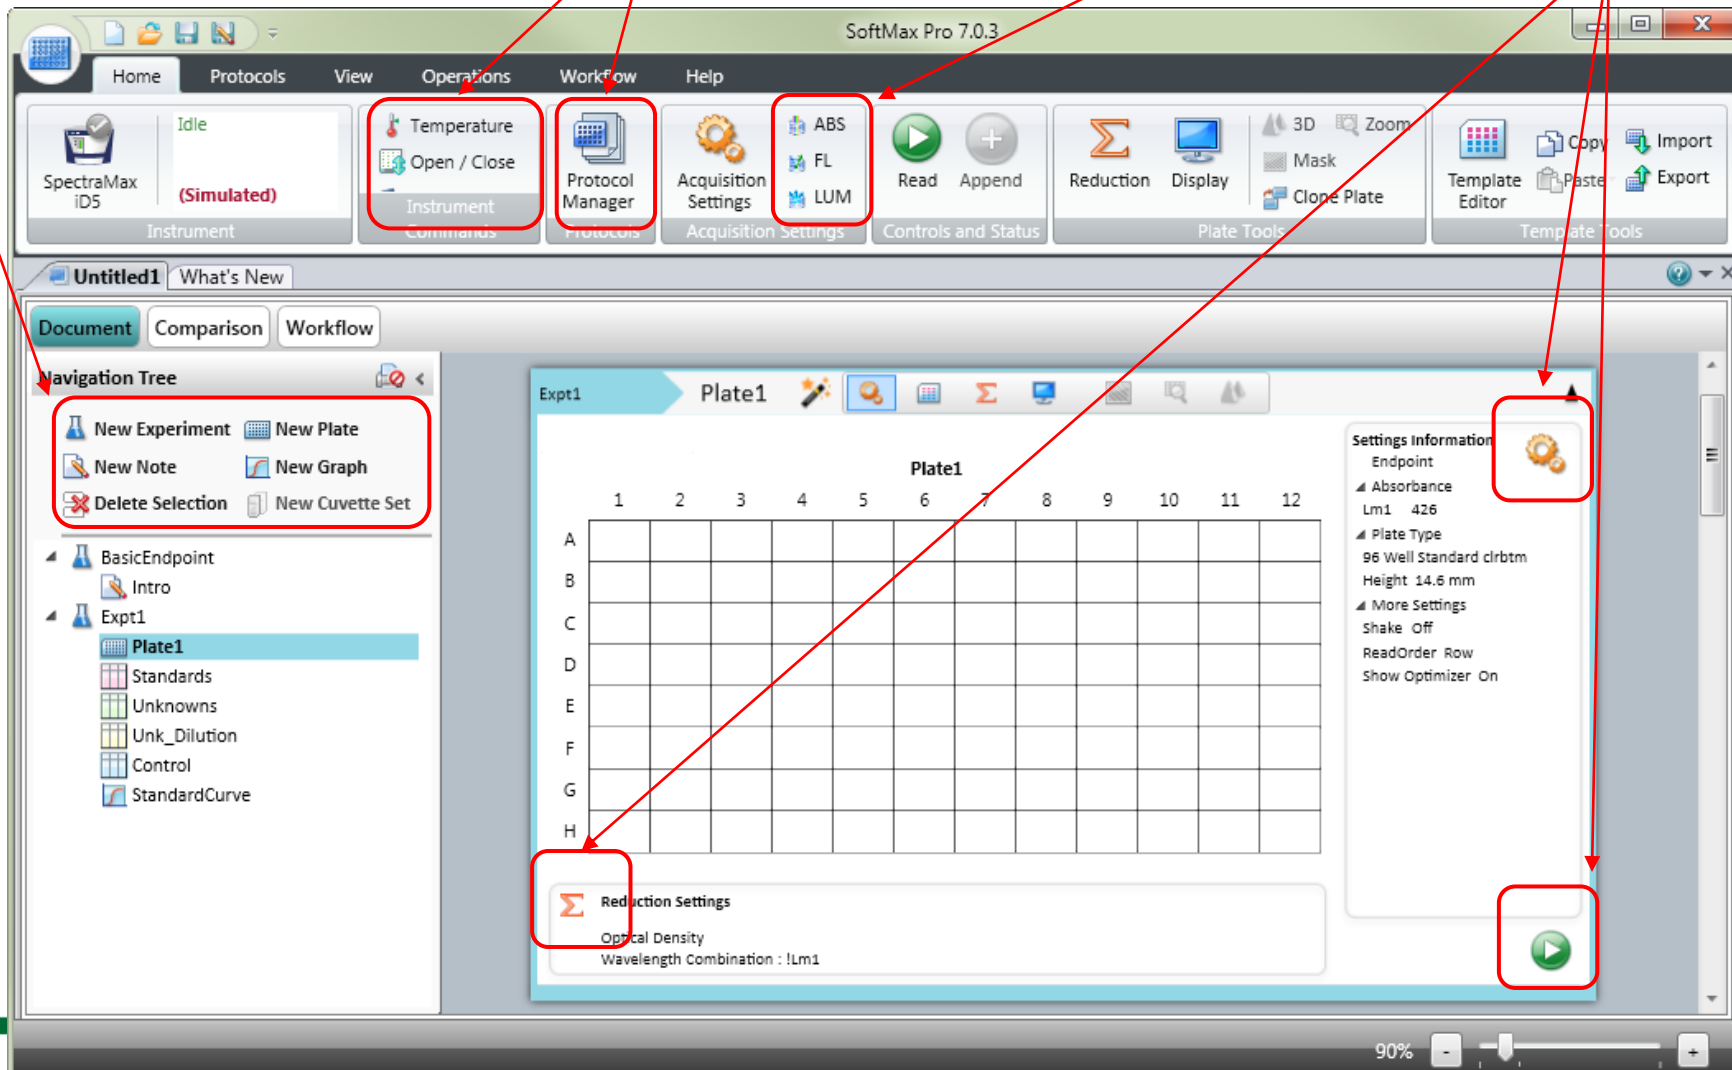 SoftMax Pro 7.0.3
Home Protocols View Operations Workflow Help
SpectraMax iD5
Idle
(Simulated)
Instrument
Temperature
Open / Close
Instrument
Commands
Protocol Manager
Protocols
Acquisition Settings
ABS
FL
LUM
Acquisition Settings
Read
Append
Controls and Status
Reduction
Display
3D
Zoom
Mask
Clone Plate
Plate Tools
Template Editor
Copy
Paste
Import
Export
Template Tools
Untitled1 What's New
Document Comparison Workflow
Navigation Tree
New Experiment New Plate
New Note New Graph
Delete Selection New Cuvette Set
BasicEndpoint
Intro
Expt1
Plate1
Standards
Unknowns
Unk_Dilution
Control
StandardCurve
Expt1 Plate1
Plate1
1 2 3 4 5 6 7 8 9 10 11 12
A
B
C
D
E
F
G
H
Settings Information
Endpoint
Absorbance
Lm1 426
Plate Type
96 Well Standard clrbtm
Height 14.6 mm
More Settings
Shake Off
ReadOrder Row
Show Optimizer On
Reduction Settings
Optical Density
Wavelength Combination : !Lm1
90%